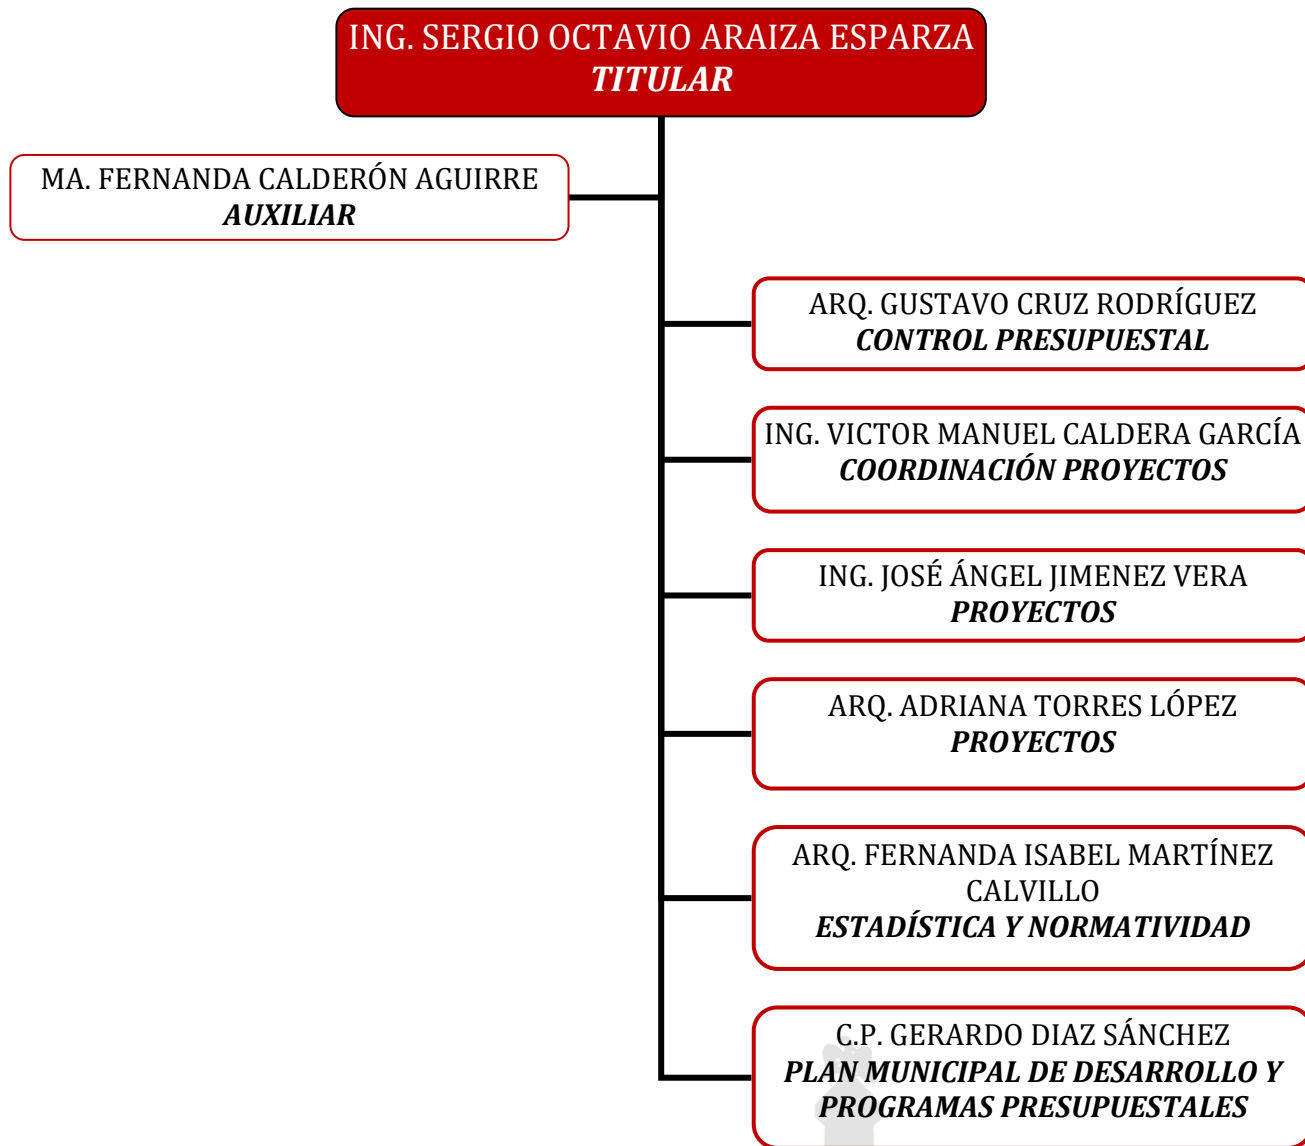 ING. SERGIO OCTAVIO ARAIZA ESPARZA
TITULAR
MA. FERNANDA CALDERÓN AGUIRRE
AUXILIAR
ARQ. GUSTAVO CRUZ RODRÍGUEZ
CONTROL PRESUPUESTAL
ING. VICTOR MANUEL CALDERA GARCÍA
COORDINACIÓN PROYECTOS
ING. JOSÉ ÁNGEL JIMENEZ VERA
PROYECTOS
ARQ. ADRIANA TORRES LÓPEZ
PROYECTOS
ARQ. FERNANDA ISABEL MARTÍNEZ
CALVILLO
ESTADÍSTICA Y NORMATIVIDAD
C.P. GERARDO DIAZ SÁNCHEZ
PLAN MUNICIPAL DE DESARROLLO Y
PROGRAMAS PRESUPUESTALES